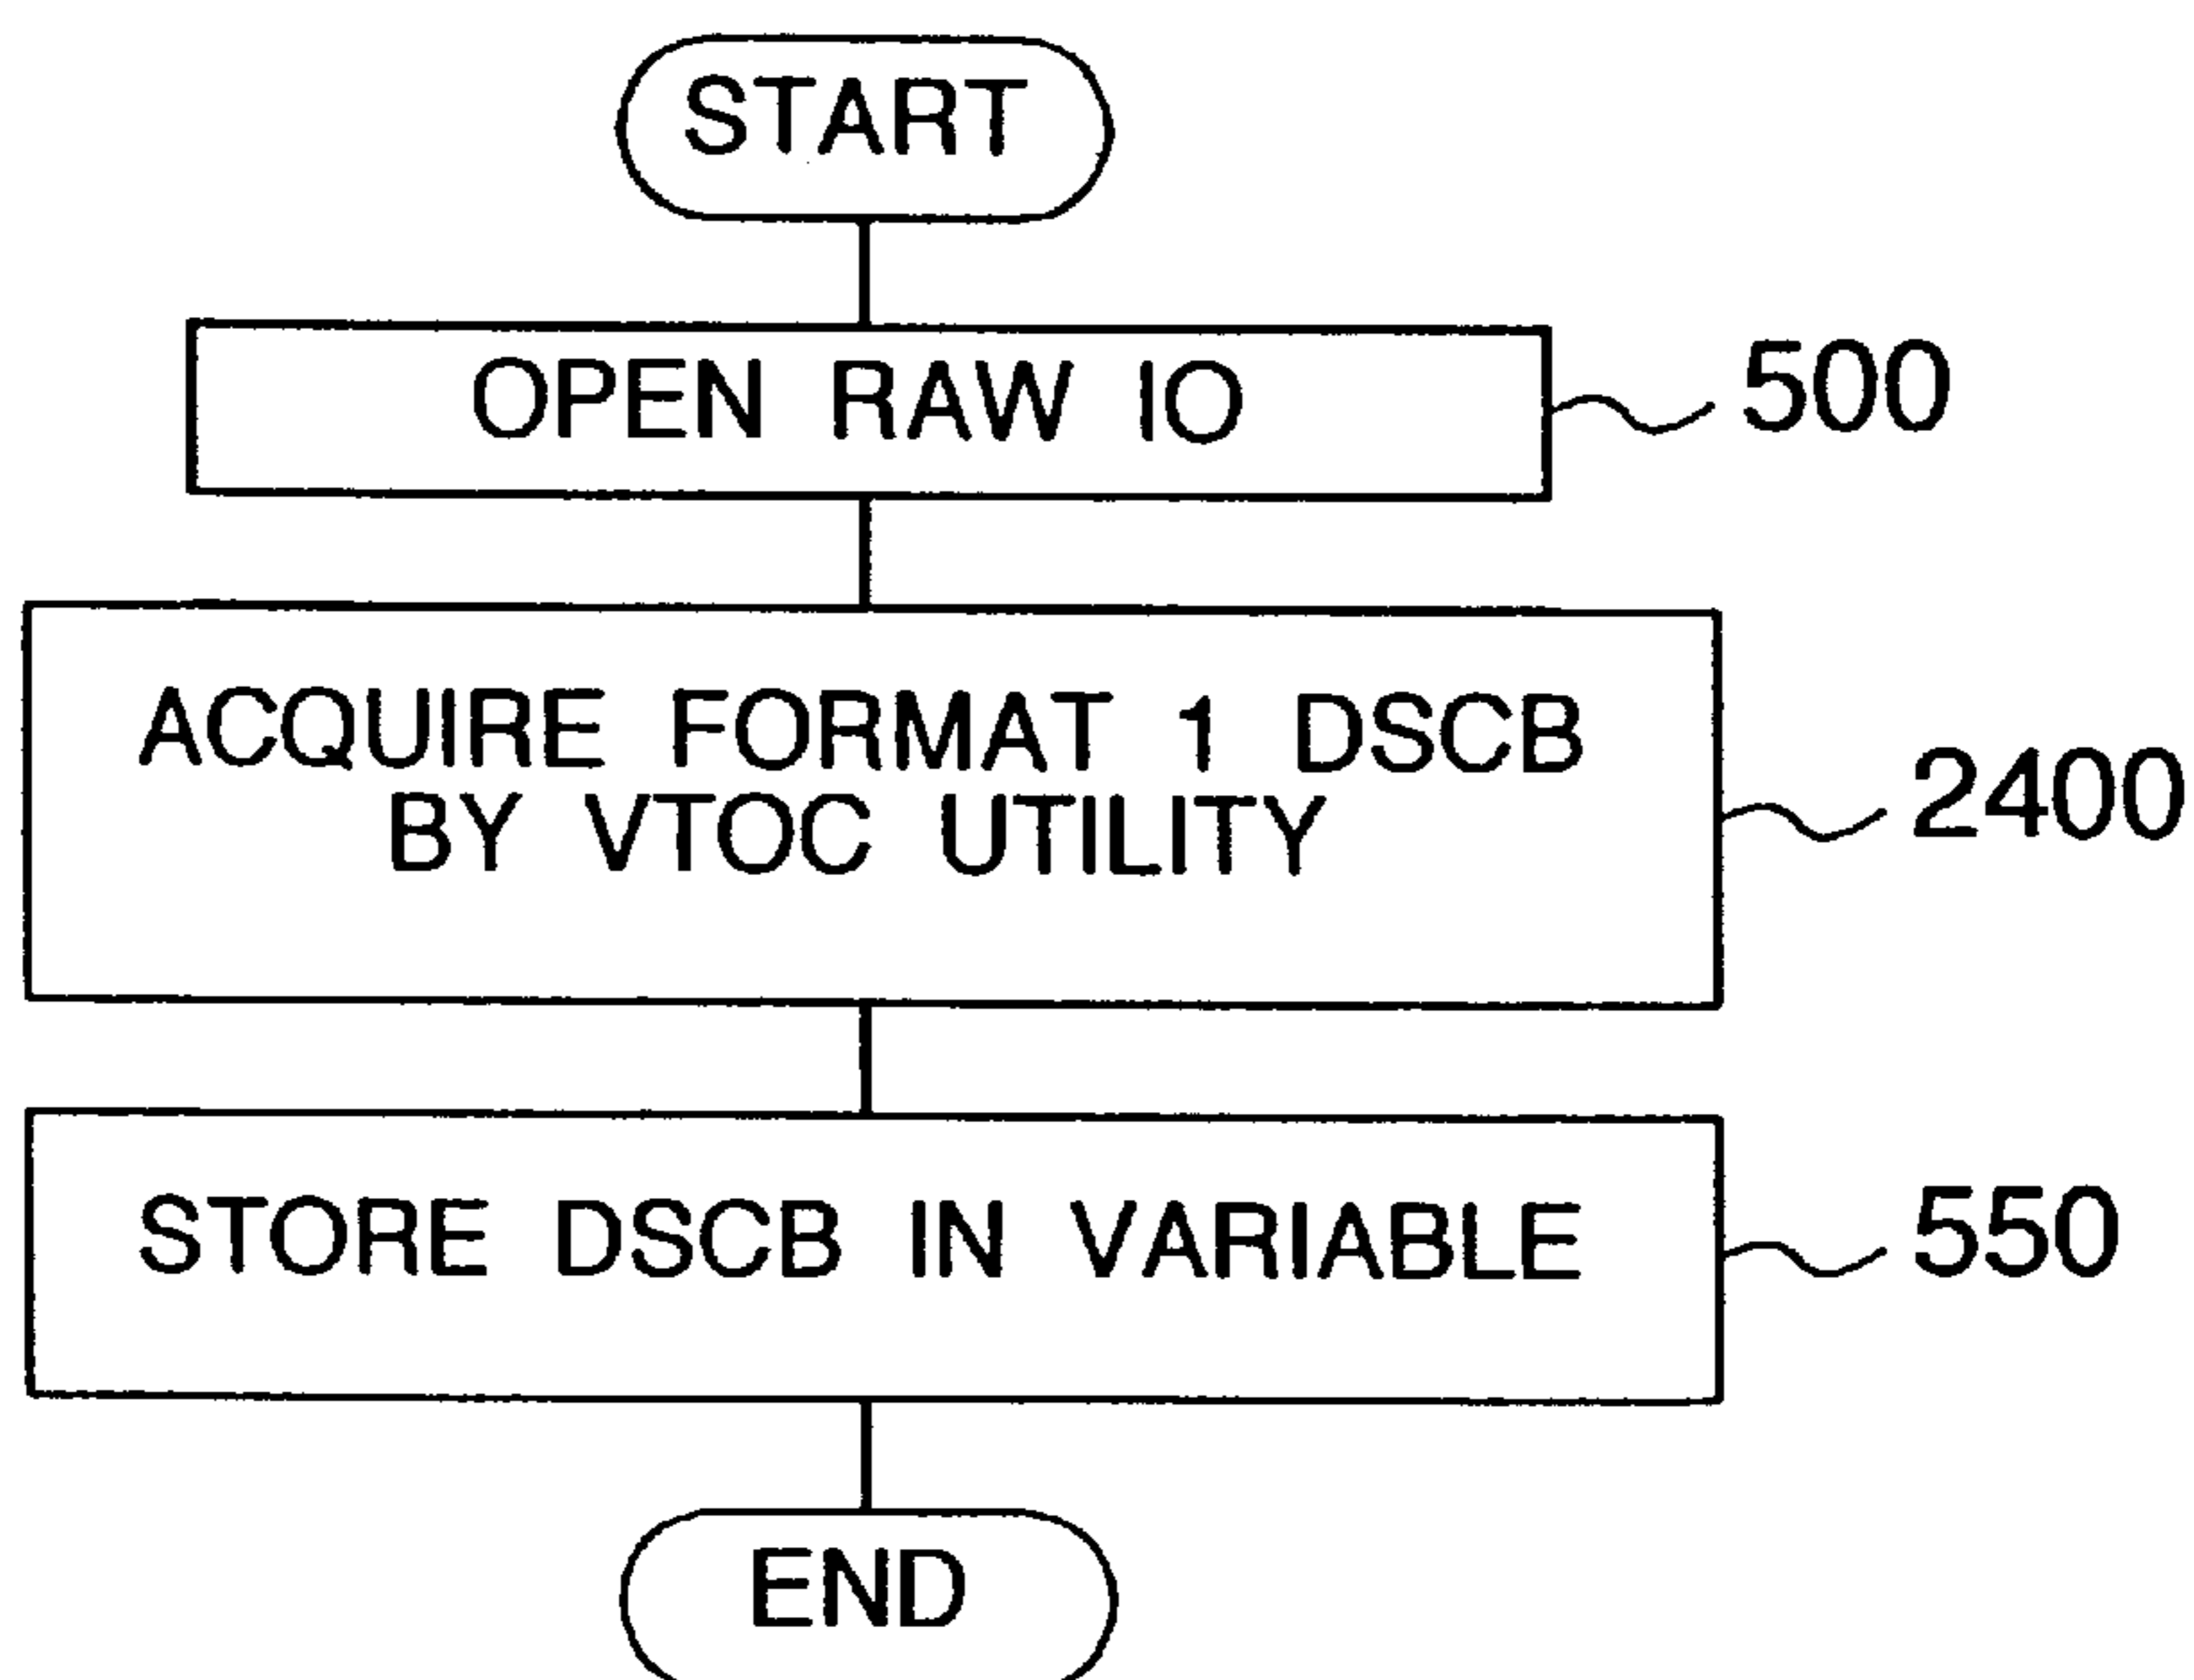 START
OPEN RAW IO
500
ACQUIRE FORMAT 1 DSCB
BY VTOC UTILITY
2400
STORE DSCB IN VARIABLE
550
END